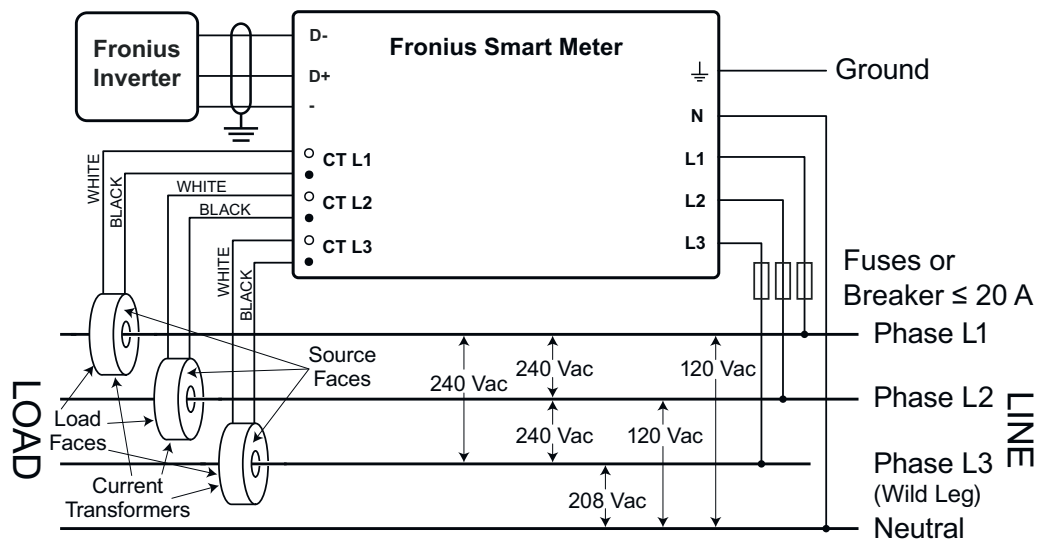 Fronius
Inverter
D-
D+
-
Fronius Smart Meter
Ground
N
CT L1
CT L2
CT L3
L1
L2
L3
WHITE
BLACK
WHITE
BLACK
WHITE
BLACK
Fuses or
Breaker ≤ 20 A
Source
Faces
Load
Faces
Current
Transformers
LOAD
LINE
240 Vac
240 Vac
120 Vac
240 Vac
120 Vac
208 Vac
Phase L1
Phase L2
Phase L3
(Wild Leg)
Neutral